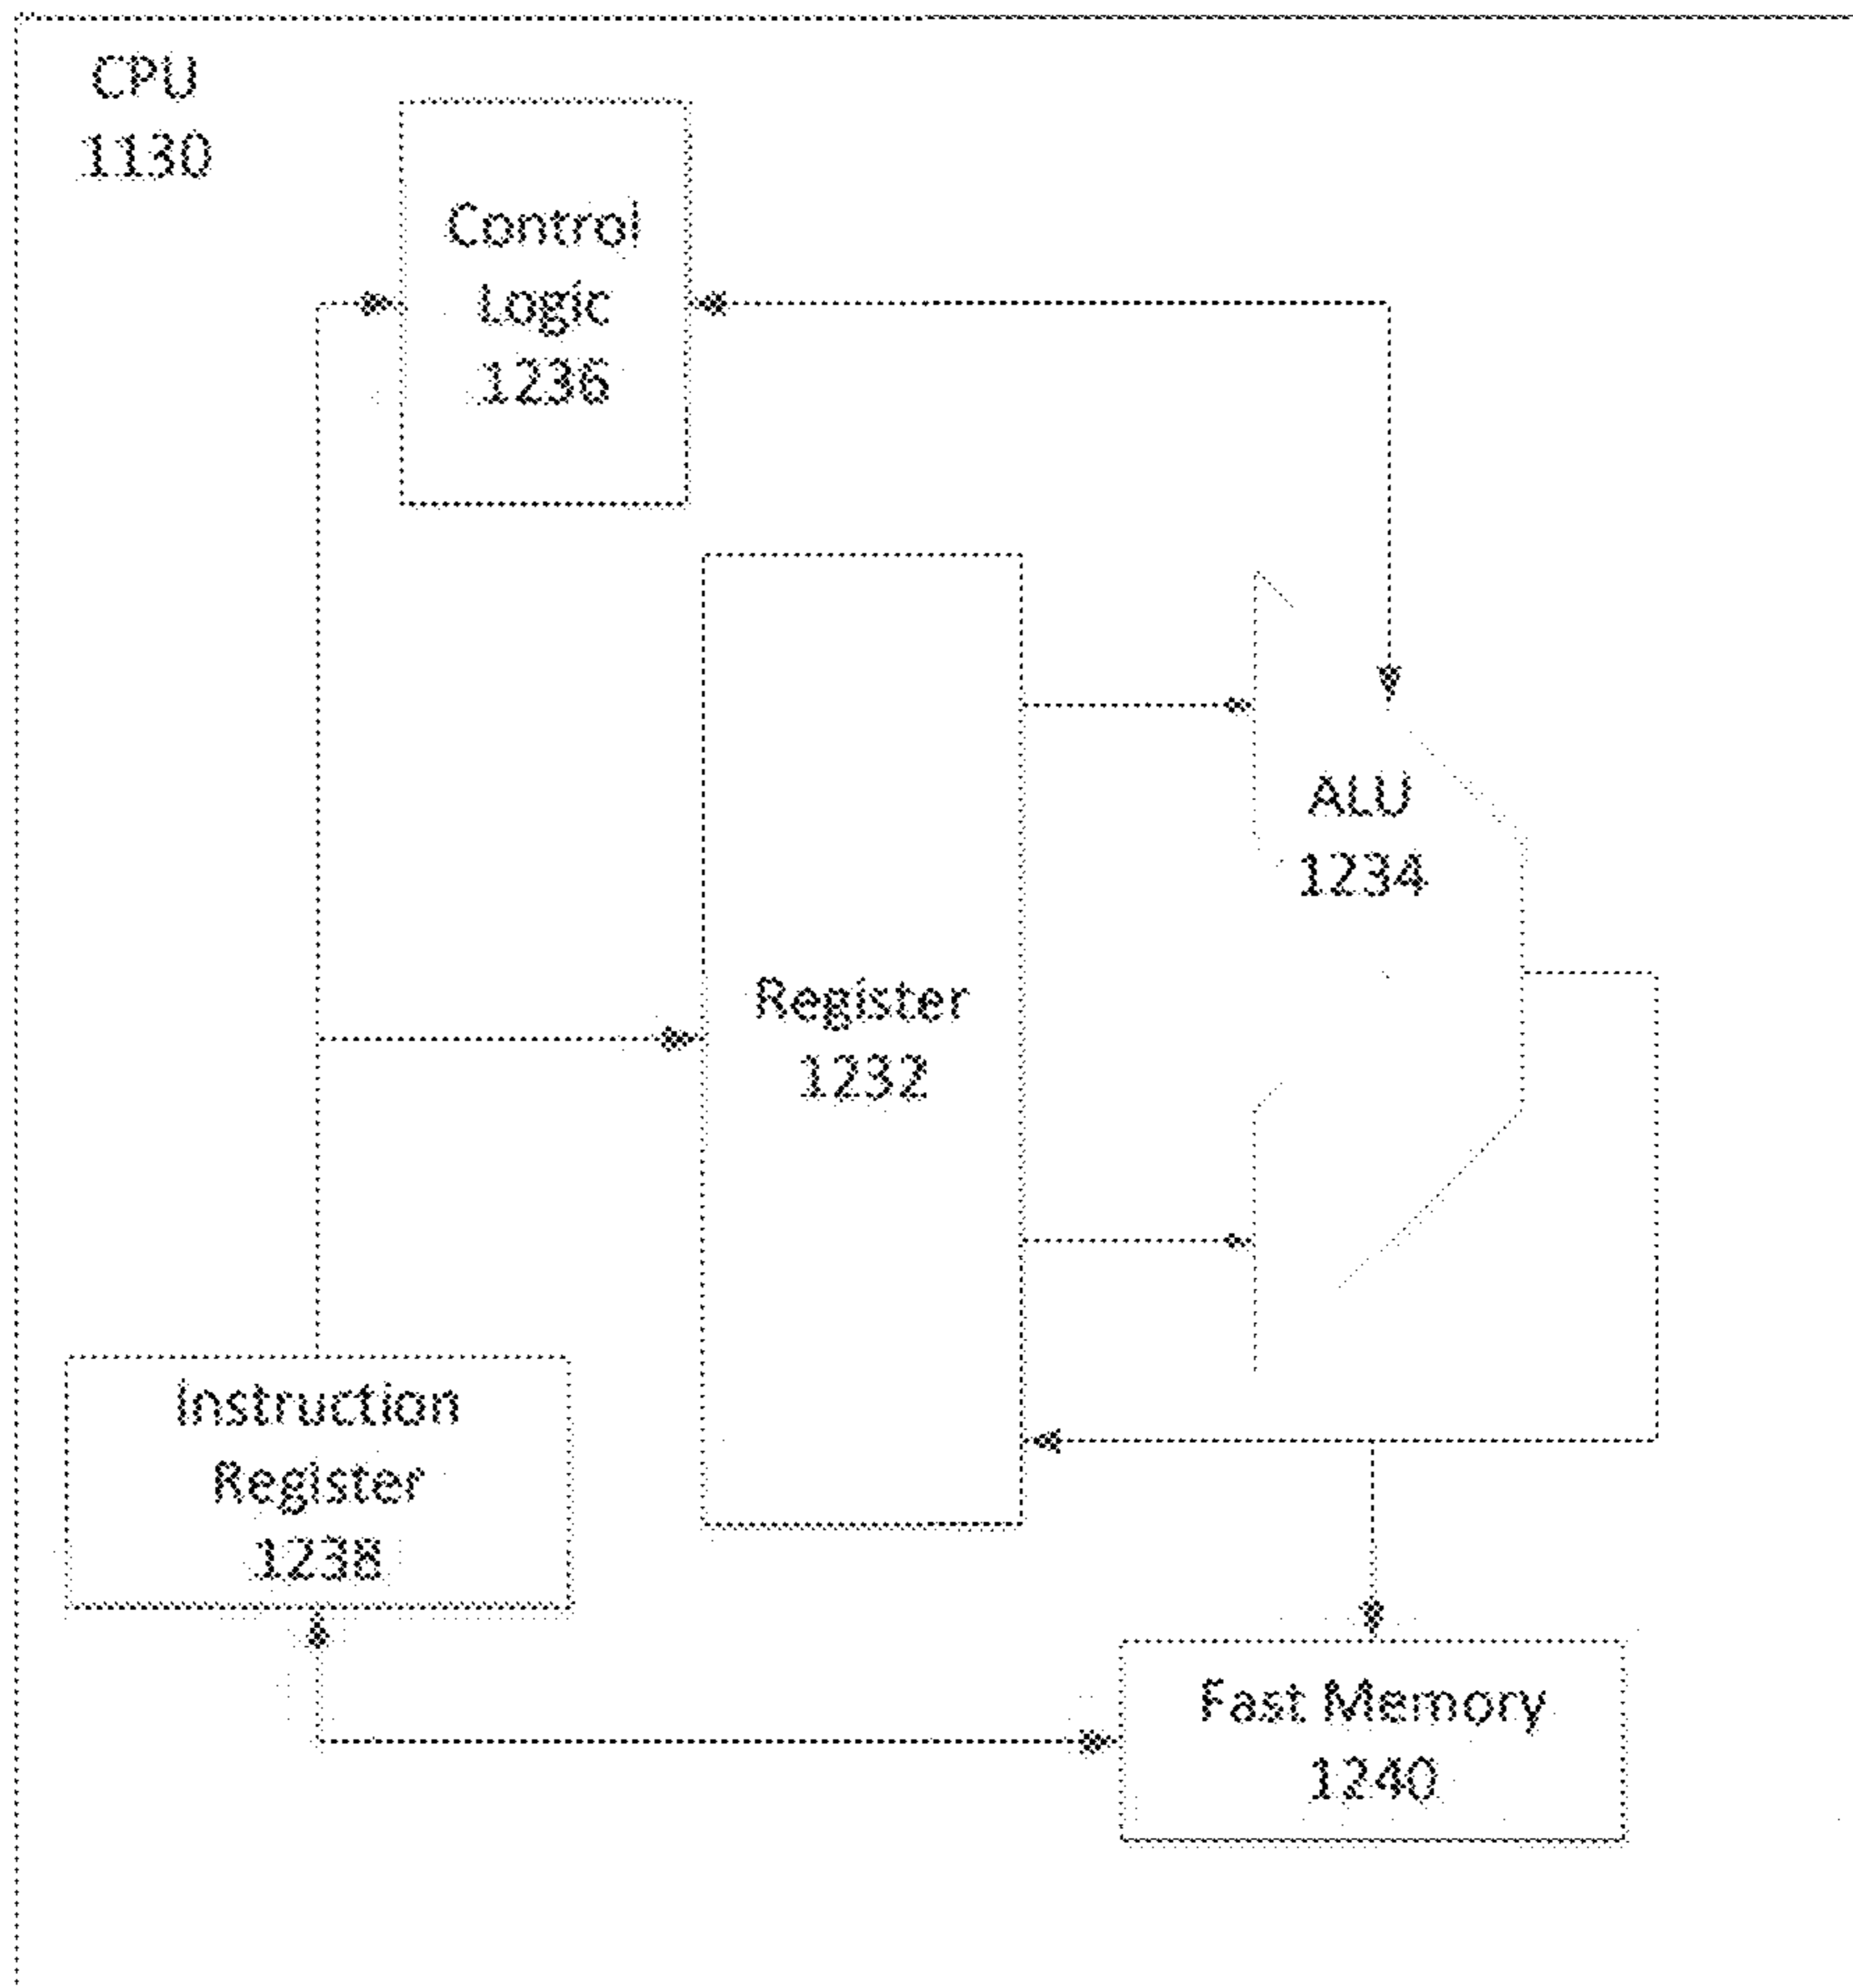 CPU
1130
Control
Logic
1236
ALU
1234
Register
1232
Instruction
Register
1238
Fast Memory
1240